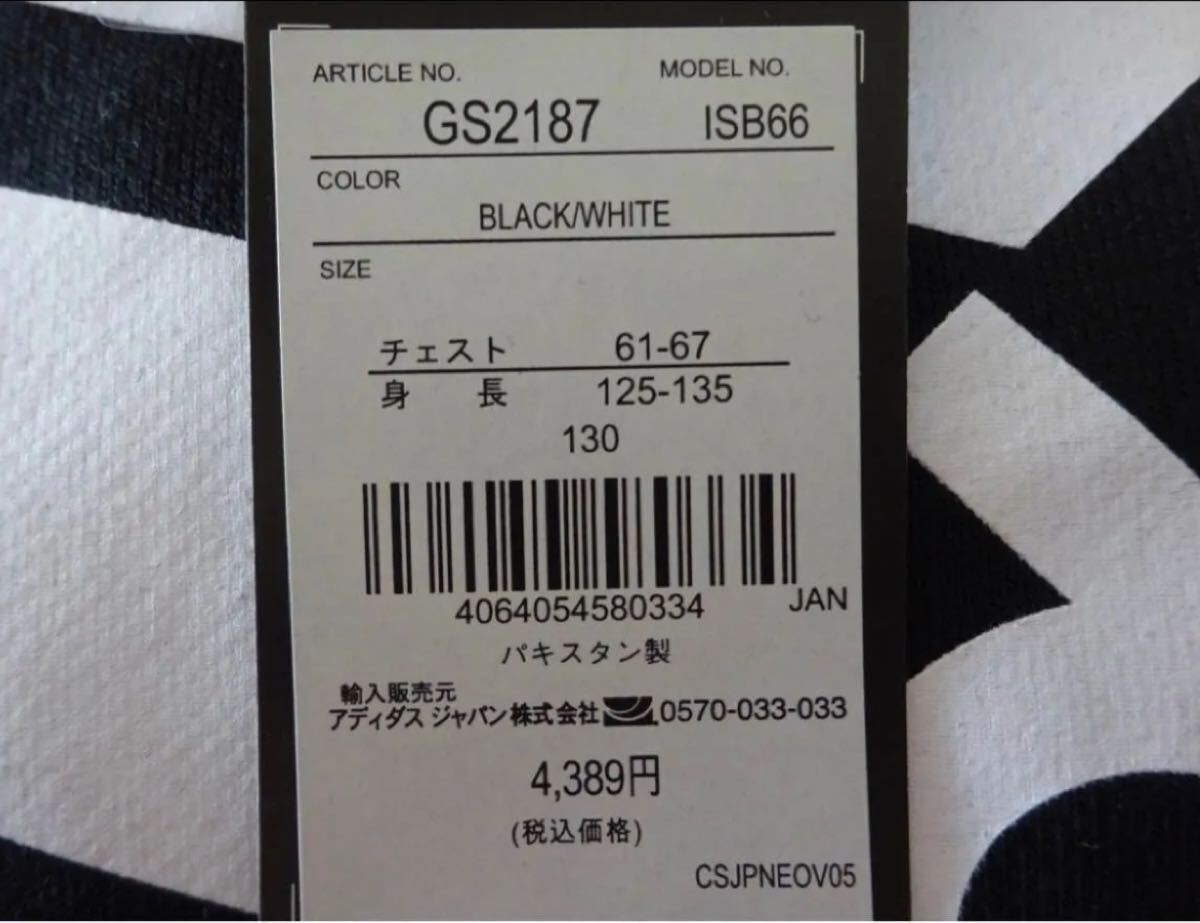 ARTICLE NO. MODEL NO.
GS2187 ISB66
COLOR
BLACK/WHITE
SIZE
チェスト 61-67
身長 125-135
130
4064054580334 JAN
パキスタン製
輸入販売元
アディダス ジャパン株式会社 0570-033-033
4,389円
(税込価格)
CSJPNEOV05